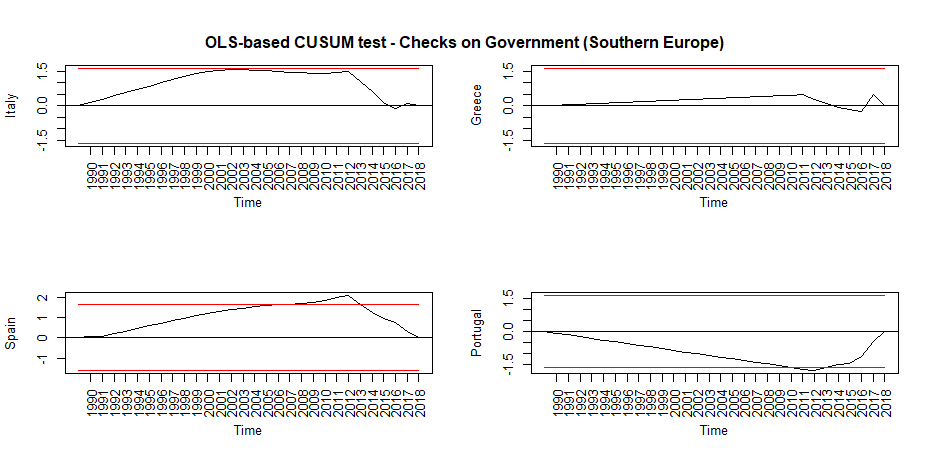 OLS-based CUSUM test - Checks on Government (Southern Europe)
Italy
1.5
0.0
-1.5
1990 1991 1992 1993 1994 1995 1996 1997 1998 1999 2000 2001 2002 2003 2004 2005 2006 2007 2008 2009 2010 2011 2012 2013 2014 2015 2016 2017 2018
Time
Greece
1.5
0.0
-1.5
1990 1991 1992 1993 1994 1995 1996 1997 1998 1999 2000 2001 2002 2003 2004 2005 2006 2007 2008 2009 2010 2011 2012 2013 2014 2015 2016 2017 2018
Time
Spain
2
1
0
-1
1990 1991 1992 1993 1994 1995 1996 1997 1998 1999 2000 2001 2002 2003 2004 2005 2006 2007 2008 2009 2010 2011 2012 2013 2014 2015 2016 2017 2018
Time
Portugal
1.5
0.0
-1.5
1990 1991 1992 1993 1994 1995 1996 1997 1998 1999 2000 2001 2002 2003 2004 2005 2006 2007 2008 2009 2010 2011 2012 2013 2014 2015 2016 2017 2018
Time